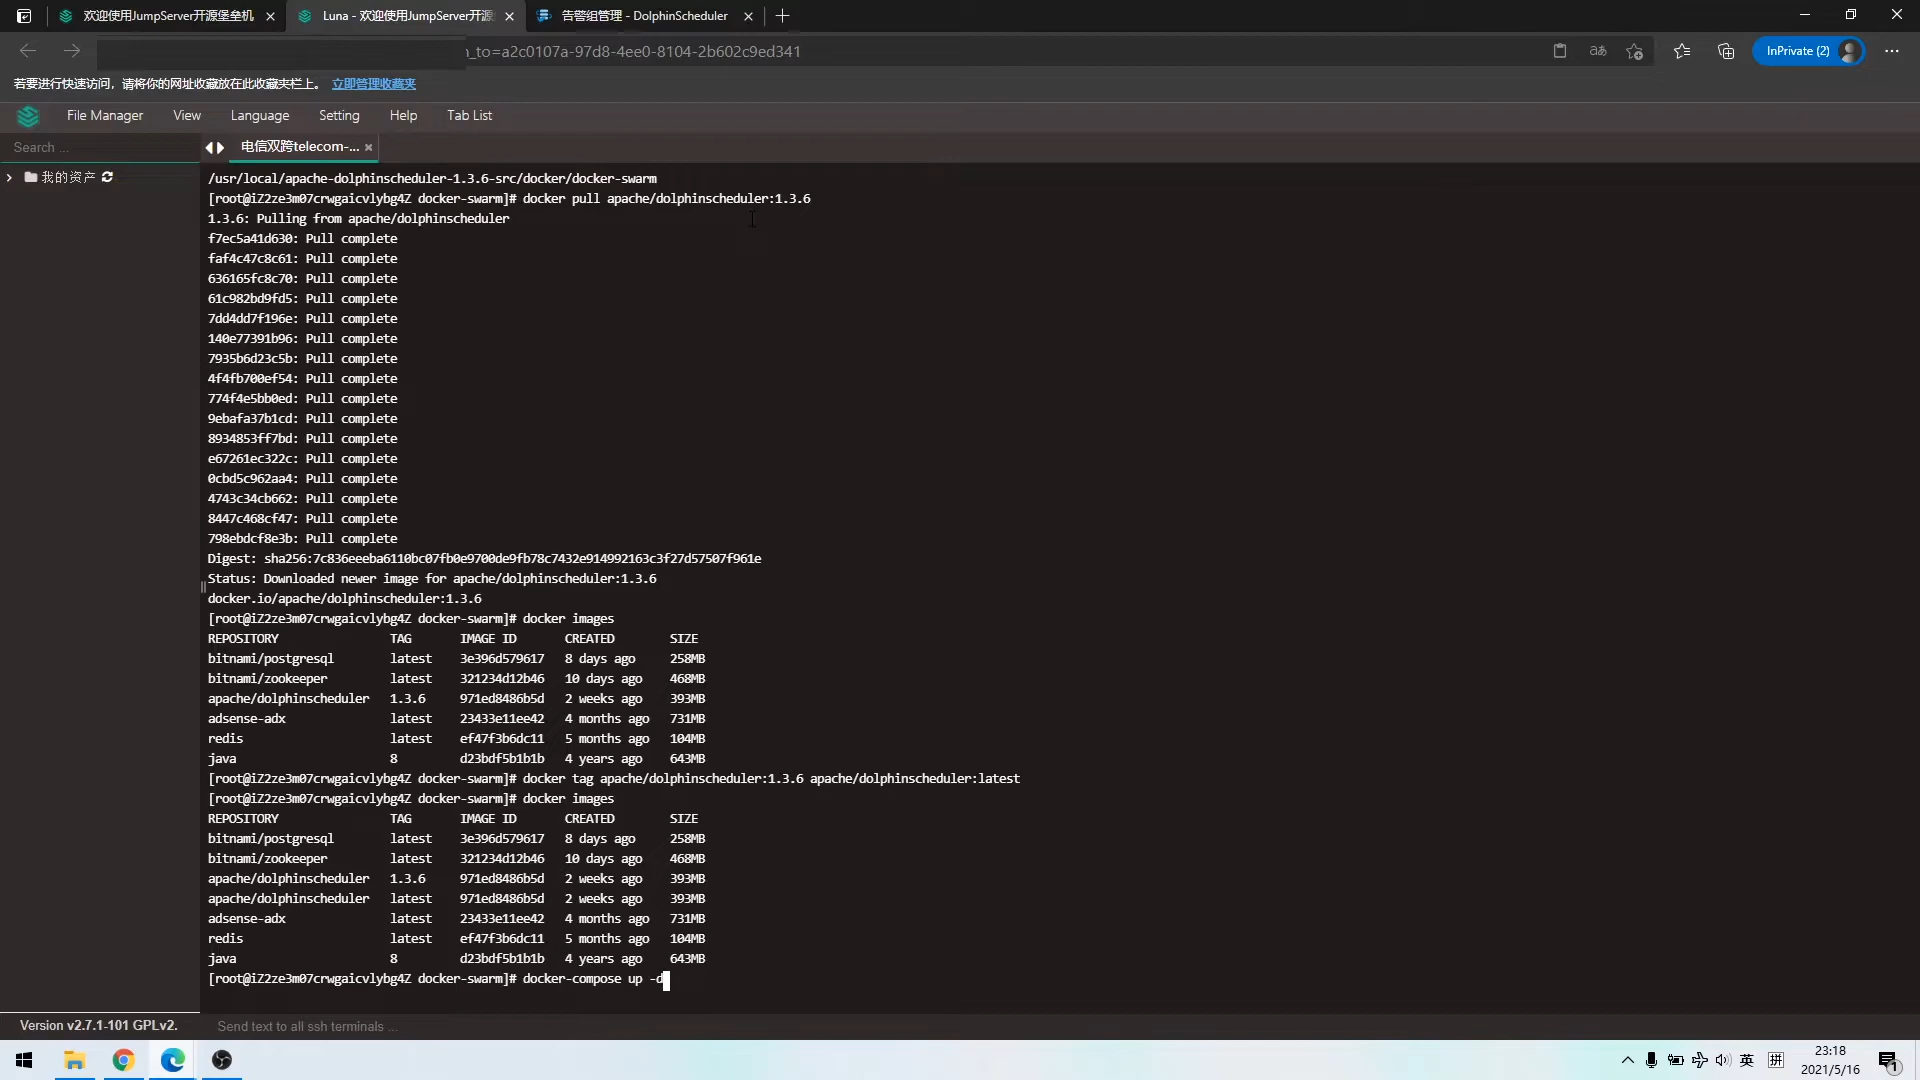 欢迎使用JumpServer开源堡垒机
Luna - 欢迎使用JumpServer开源
告警组管理 - DolphinScheduler
_to=a2c0107a-97d8-4ee0-8104-2b602c9ed341
InPrivate (2)
若要进行快速访问，请将你的网址收藏放在此收藏夹栏上。 立即管理收藏夹
File Manager View Language Setting Help Tab List
Search ...
电信双跨telecom-...
我的资产
/usr/local/apache-dolphinscheduler-1.3.6-src/docker/docker-swarm
[root@iZ2ze3m07crwgaicvlybg4Z docker-swarm]# docker pull apache/dolphinscheduler:1.3.6
1.3.6: Pulling from apache/dolphinscheduler
f7ec5a41d630: Pull complete
faf4c47c8c61: Pull complete
636165fc8c70: Pull complete
61c982bd9fd5: Pull complete
7dd4dd7f196e: Pull complete
140e77391b96: Pull complete
7935b6d23c5b: Pull complete
4f4fb700ef54: Pull complete
774f4e5bb0ed: Pull complete
9ebafa37b1cd: Pull complete
8934853ff7bd: Pull complete
e67261ec322c: Pull complete
0cbd5c962aa4: Pull complete
4743c34cb662: Pull complete
8447c468cf47: Pull complete
798ebdcf8e3b: Pull complete
Digest: sha256:7c836eeeba6110bc07fb0e9700de9fb78c7432e914992163c3f27d57507f961e
Status: Downloaded newer image for apache/dolphinscheduler:1.3.6
docker.io/apache/dolphinscheduler:1.3.6
[root@iZ2ze3m07crwgaicvlybg4Z docker-swarm]# docker images
REPOSITORY TAG IMAGE ID CREATED SIZE
bitnami/postgresql latest 3e396d579617 8 days ago 258MB
bitnami/zookeeper latest 321234d12b46 10 days ago 468MB
apache/dolphinscheduler 1.3.6 971ed8486b5d 2 weeks ago 393MB
adsense-adx latest 23433e11ee42 4 months ago 731MB
redis latest ef47f3b6dc11 5 months ago 104MB
java 8 d23bdf5b1b1b 4 years ago 643MB
[root@iZ2ze3m07crwgaicvlybg4Z docker-swarm]# docker tag apache/dolphinscheduler:1.3.6 apache/dolphinscheduler:latest
[root@iZ2ze3m07crwgaicvlybg4Z docker-swarm]# docker images
REPOSITORY TAG IMAGE ID CREATED SIZE
bitnami/postgresql latest 3e396d579617 8 days ago 258MB
bitnami/zookeeper latest 321234d12b46 10 days ago 468MB
apache/dolphinscheduler 1.3.6 971ed8486b5d 2 weeks ago 393MB
apache/dolphinscheduler latest 971ed8486b5d 2 weeks ago 393MB
adsense-adx latest 23433e11ee42 4 months ago 731MB
redis latest ef47f3b6dc11 5 months ago 104MB
java 8 d23bdf5b1b1b 4 years ago 643MB
[root@iZ2ze3m07crwgaicvlybg4Z docker-swarm]# docker-compose up -d
Version v2.7.1-101 GPLv2.
Send text to all ssh terminals ...
英 拼 23:18
2021/5/16
1